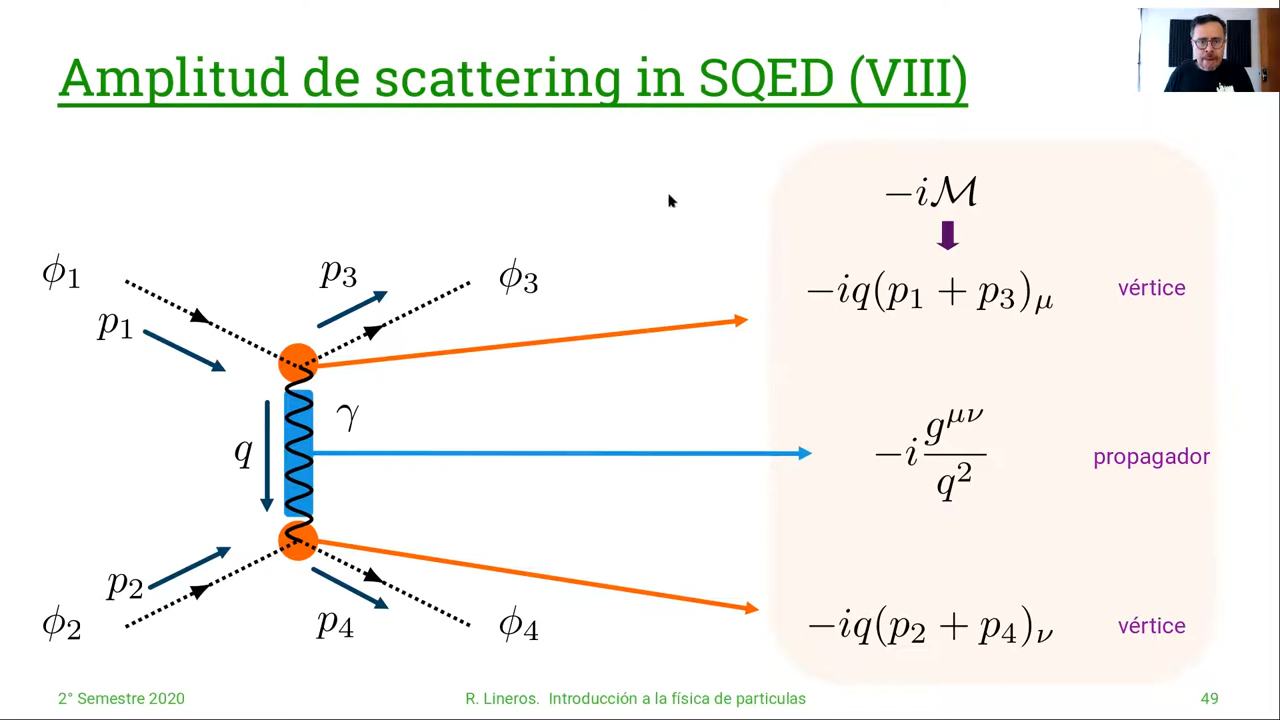 Amplitud de scattering in SQED (VIII)
−iℳ
ϕ₁
p₃
ϕ₃
−iq(p₁ + p₃)_μ
vértice
p₁
γ
q
−i g^{μν}/q²
propagador
p₂
ϕ₂
p₄
ϕ₄
−iq(p₂ + p₄)_ν
vértice
2° Semestre 2020
R. Lineros. Introducción a la física de particulas
49